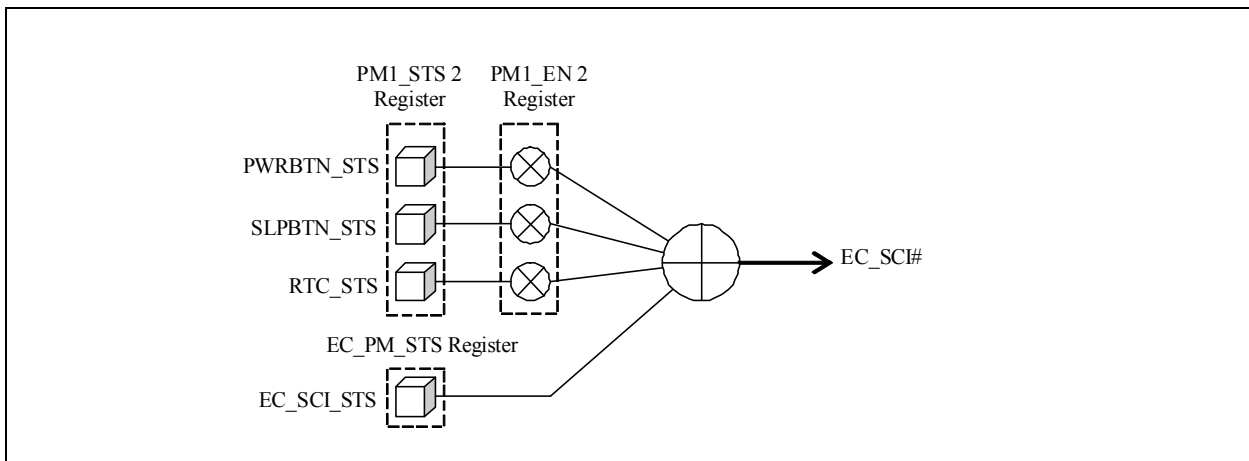 PM1_STS 2
Register
PM1_EN 2
Register
PWRBTN_STS
SLPBTN_STS
RTC_STS
EC_SCI#
EC_PM_STS Register
EC_SCI_STS